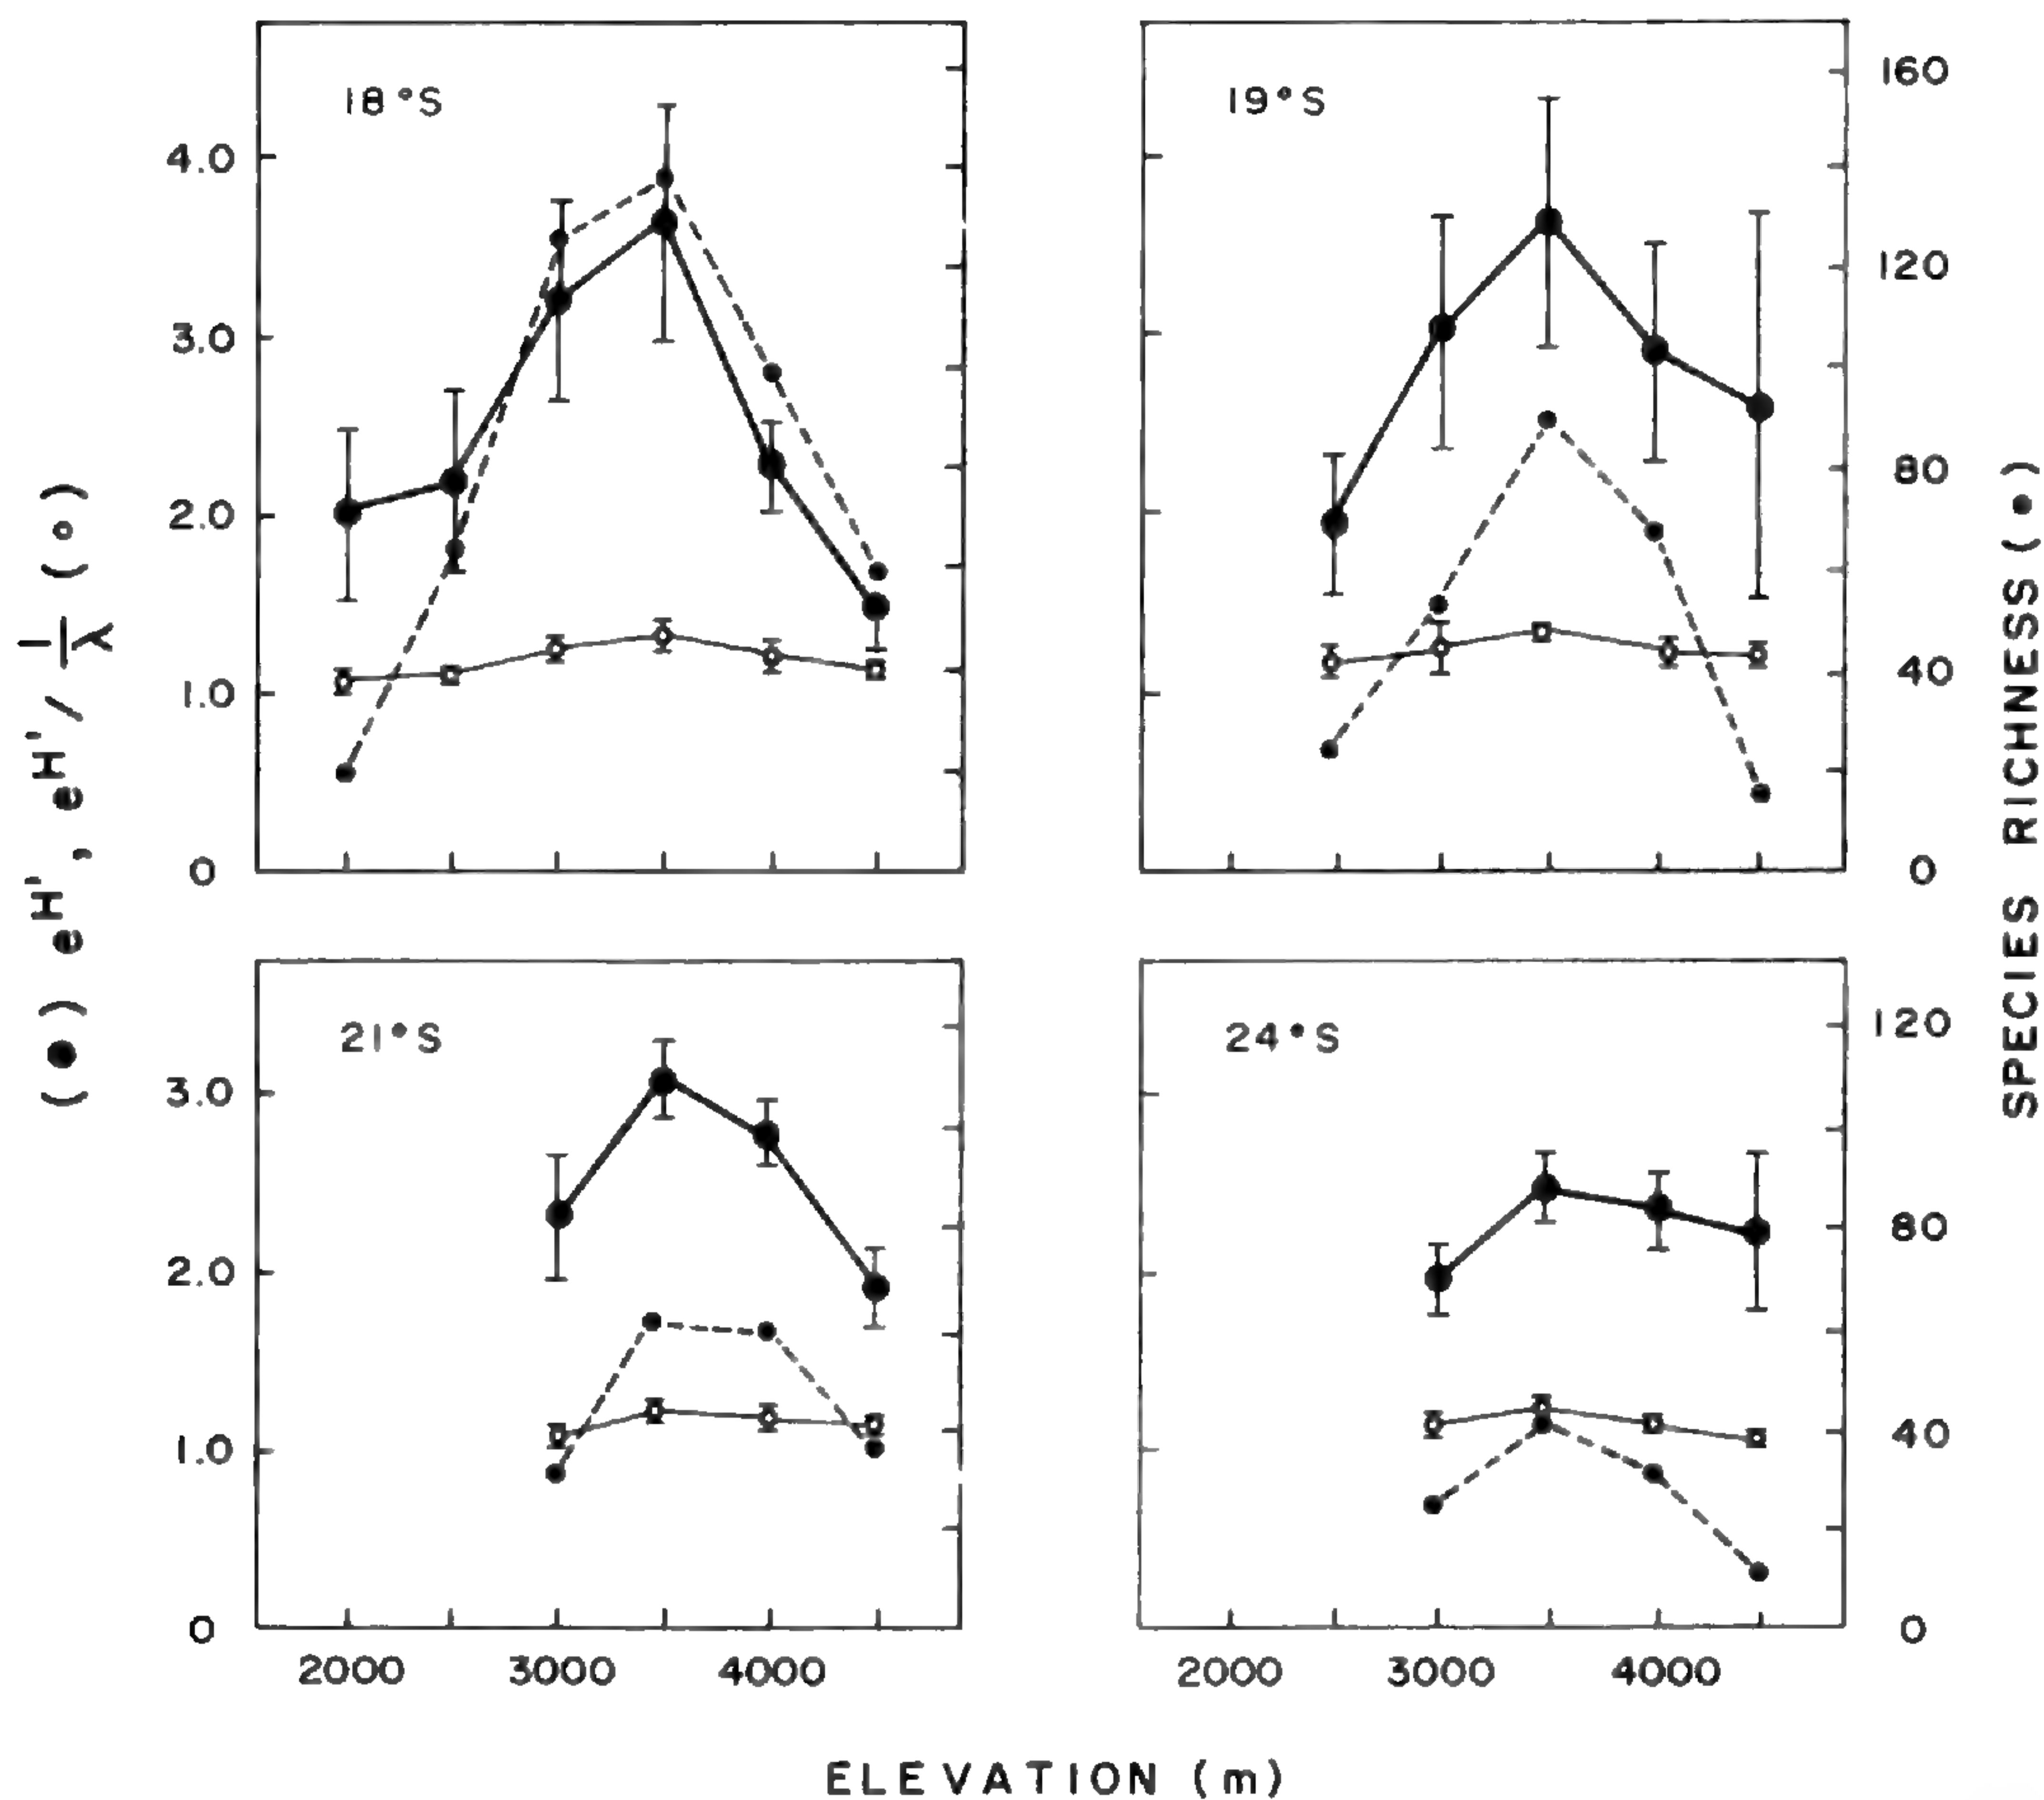 18°S
19°S
4.0
3.0
2.0
1.0
0
160
120
80
40
0
(●) eH', eH'/ 1/λ (○)
SPECIES RICHNESS (●)
21°S
24°S
3.0
2.0
1.0
0
120
80
40
0
2000 3000 4000
2000 3000 4000
ELEVATION (m)